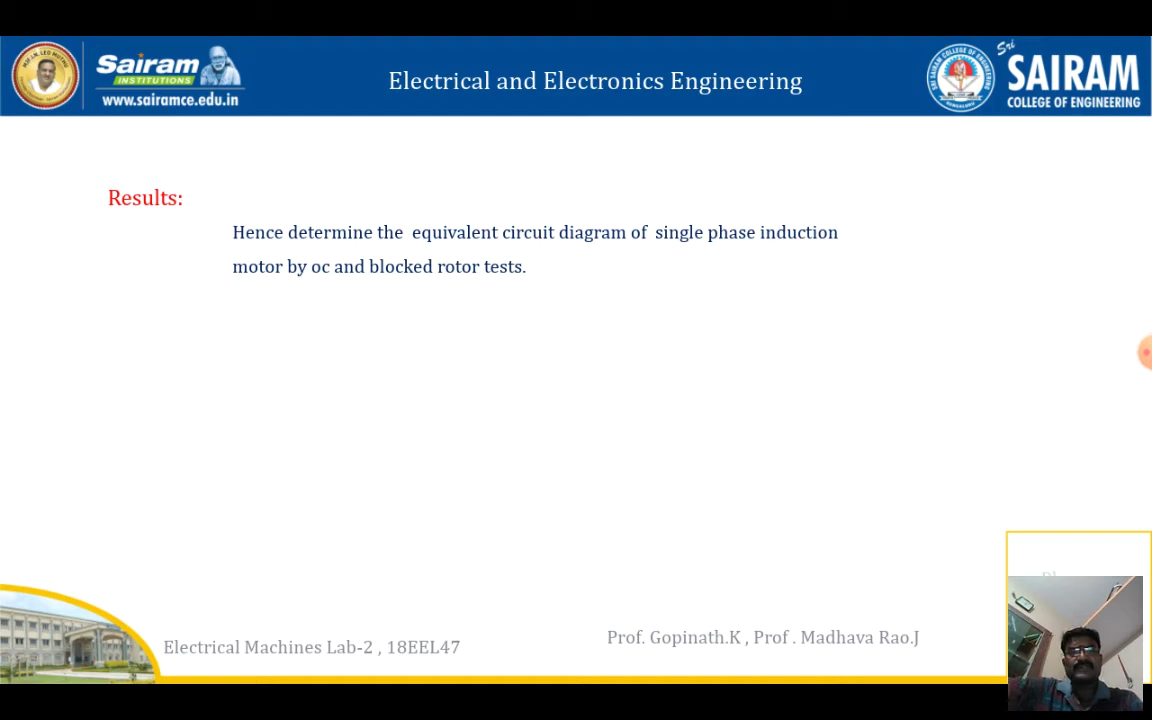 Sairam
INSTITUTIONS
www.sairamce.edu.in
Electrical and Electronics Engineering
Sri
SAIRAM
COLLEGE OF ENGINEERING
Results:
Hence determine the equivalent circuit diagram of single phase induction
motor by oc and blocked rotor tests.
Electrical Machines Lab-2 , 18EEL47
Prof. Gopinath.K , Prof . Madhava Rao.J